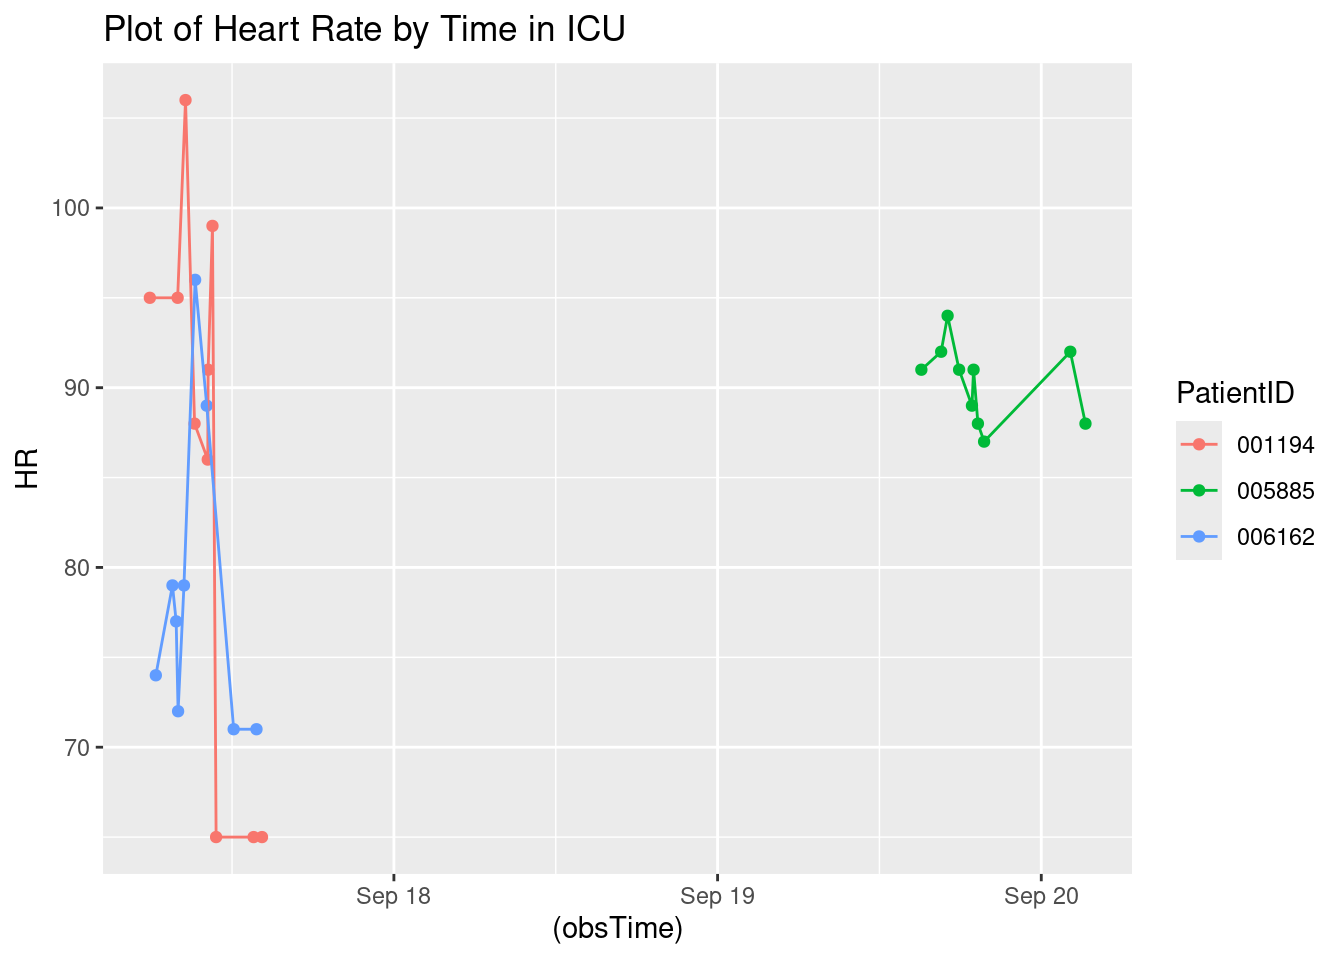 Plot of Heart Rate by Time in ICU
100
90
80
70
HR
Sep 18
Sep 19
Sep 20
(obsTime)
PatientID
001194
005885
006162